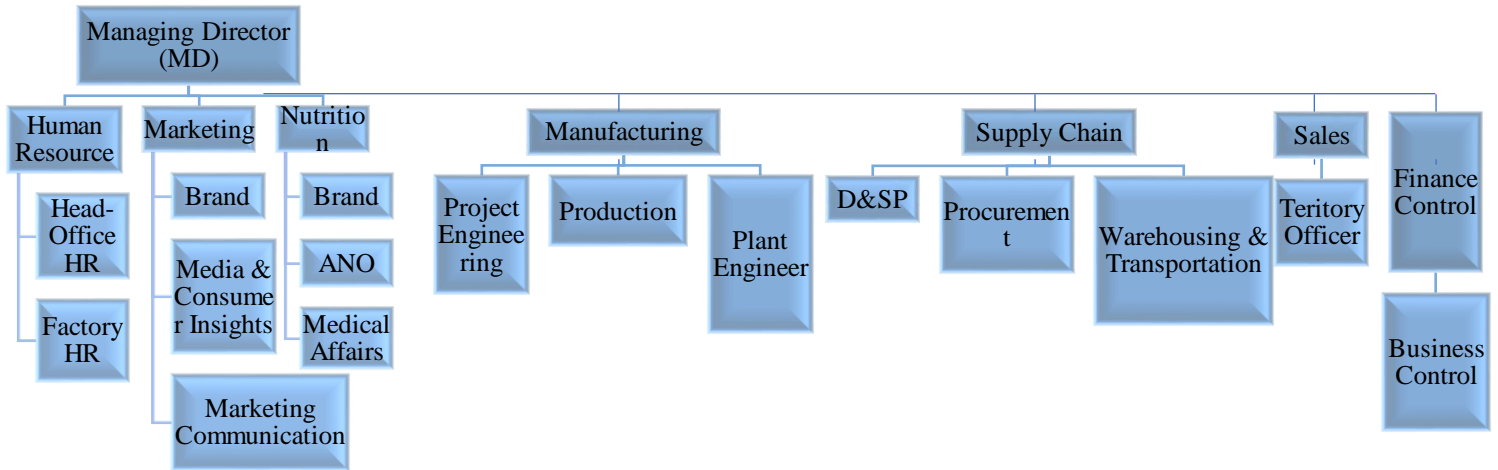 Managing Director
(MD)
Human
Resource
Marketing
Nutritio
n
Manufacturing
Supply Chain
Sales
Finance
Control
Head-
Office
HR
Factory
HR
Brand
Media &
Consume
r Insights
Marketing
Communication
Brand
ANO
Medical
Affairs
Project
Enginee
ring
Production
Plant
Engineer
D&SP
Procuremen
t
Warehousing &
Transportation
Teritory
Officer
Business
Control